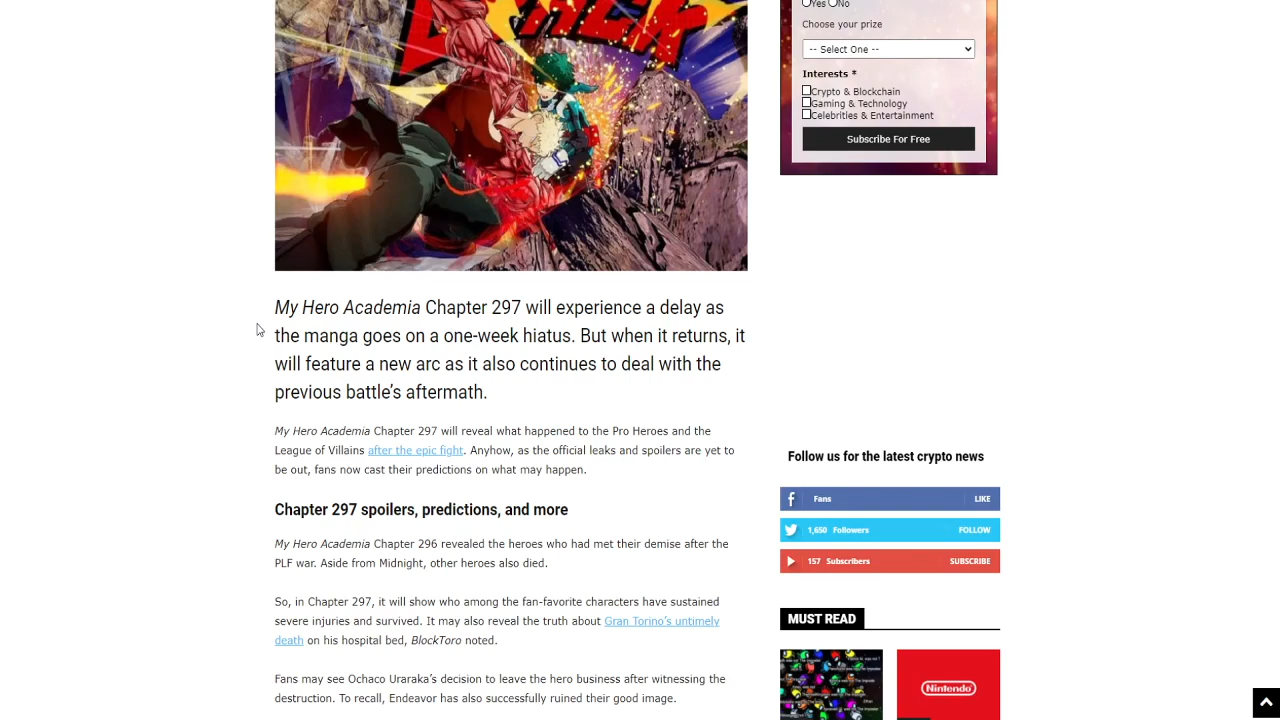 Yes No
Choose your prize
-- Select One --
Interests *
Crypto & Blockchain
Gaming & Technology
Celebrities & Entertainment
Subscribe For Free
My Hero Academia Chapter 297 will experience a delay as
the manga goes on a one-week hiatus. But when it returns, it
will feature a new arc as it also continues to deal with the
previous battle’s aftermath.
My Hero Academia Chapter 297 will reveal what happened to the Pro Heroes and the
League of Villains after the epic fight. Anyhow, as the official leaks and spoilers are yet to
be out, fans now cast their predictions on what may happen.
Chapter 297 spoilers, predictions, and more
My Hero Academia Chapter 296 revealed the heroes who had met their demise after the
PLF war. Aside from Midnight, other heroes also died.
So, in Chapter 297, it will show who among the fan-favorite characters have sustained
severe injuries and survived. It may also reveal the truth about Gran Torino’s untimely
death on his hospital bed, BlockToro noted.
Fans may see Ochaco Uraraka’s decision to leave the hero business after witnessing the
destruction. To recall, Endeavor has also successfully ruined their good image.
Follow us for the latest crypto news
Fans LIKE
1,650 Followers FOLLOW
157 Subscribers SUBSCRIBE
MUST READ
Nintendo